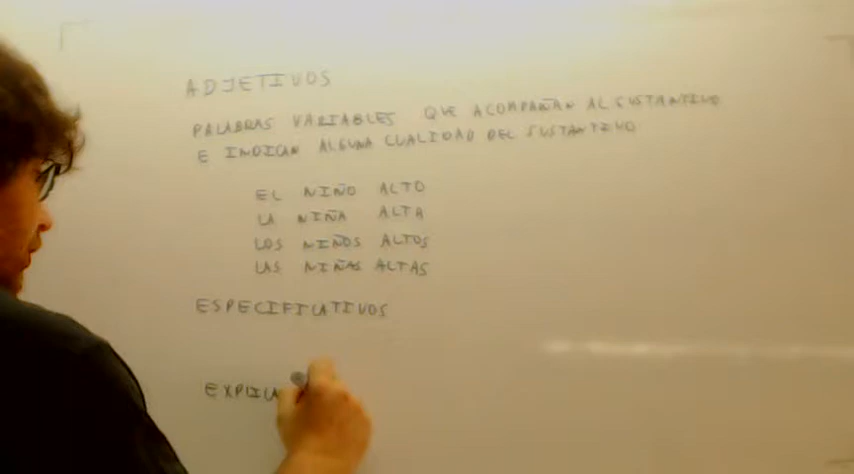 ADJETIVOS
PALABRAS VARIABLES QUE ACOMPAÑAN AL SUSTANTIVO
E INDICAN ALGUNA CUALIDAD DEL SUSTANTIVO
EL NIÑO ALTO
LA NIÑA ALTA
LOS NIÑOS ALTOS
LAS NIÑAS ALTAS
ESPECIFICATIVOS
EXPLICA